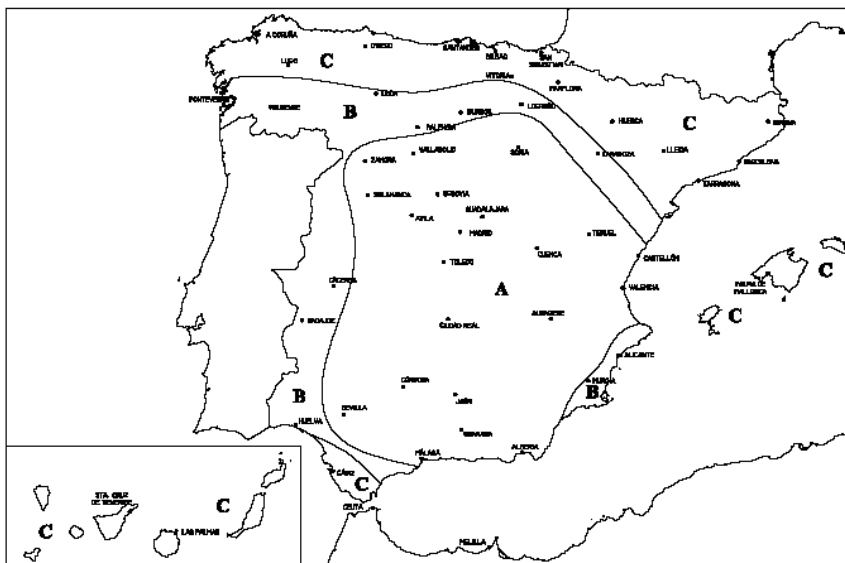 A CORUÑA
OVIEDO
SANTANDER
BILBAO
SAN
SEBASTIAN
LUGO
C
VITORIA
PAMPLONA
PONTEVEDRA
LEÓN
OURENSE
B
BURGOS
LOGROÑO
HUESCA
C
GIRONA
PALENCIA
VALLADOLID
SORIA
ZARAGOZA
LLEIDA
BARCELONA
ZAMORA
TARRAGONA
SALAMANCA
SEGOVIA
GUADALAJARA
AVILA
MADRID
TERUEL
CUENCA
TOLEDO
CASTELLÓN
C
CÁCERES
A
VALENCIA
PALMA DE
MALLORCA
C
BADAJOZ
CIUDAD REAL
ALBACETE
ALICANTE
CÓRDOBA
MURCIA
B
B
JAÉN
SEVILLA
HUELVA
GRANADA
MÁLAGA
ALMERIA
CÁDIZ
C
CEUTA
MELILLA
STA. CRUZ
DE TENERIFE
C
C
LAS PALMAS